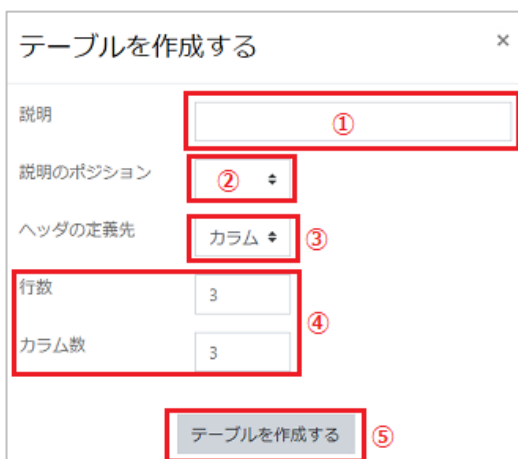 テーブルを作成する ×
説明 ①
説明のポジション ②
ヘッダの定義先 カラム ③
行数 3
④
カラム数 3
テーブルを作成する ⑤